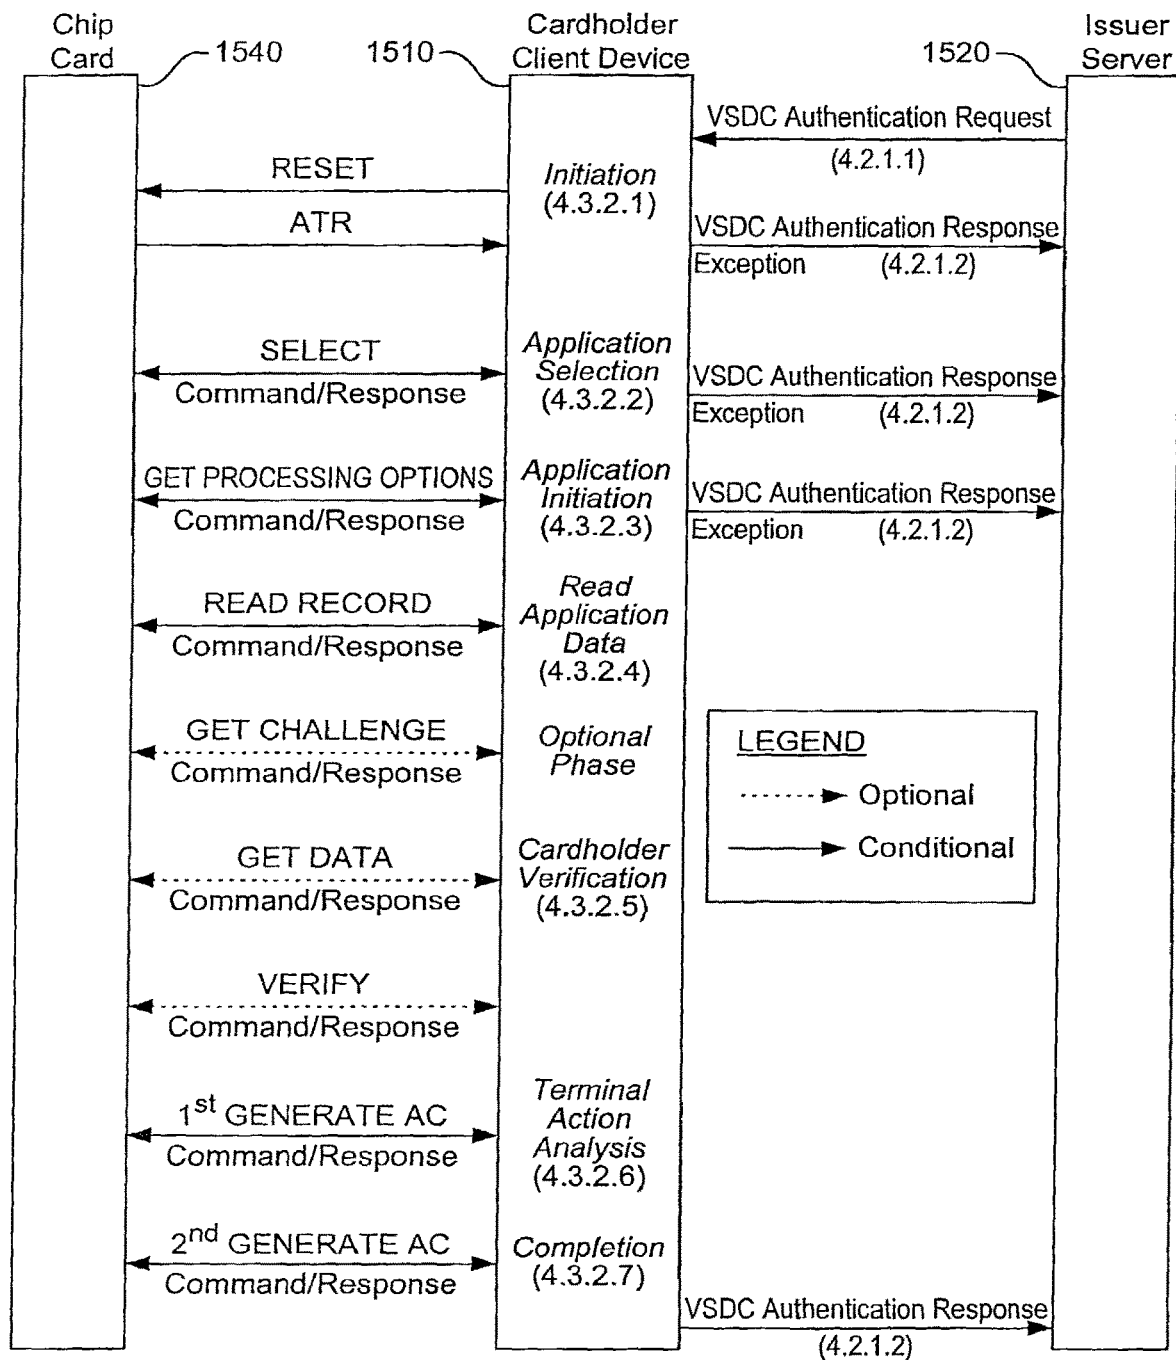 Chip
Card
1540
1510
Cardholder
Client Device
1520
Issuer
Server
VSDC Authentication Request
(4.2.1.1)
RESET
Initiation
(4.3.2.1)
ATR
VSDC Authentication Response
Exception (4.2.1.2)
SELECT
Command/Response
Application
Selection
(4.3.2.2)
VSDC Authentication Response
Exception (4.2.1.2)
GET PROCESSING OPTIONS
Command/Response
Application
Initiation
(4.3.2.3)
VSDC Authentication Response
Exception (4.2.1.2)
READ RECORD
Command/Response
Read
Application
Data
(4.3.2.4)
GET CHALLENGE
Command/Response
Optional
Phase
LEGEND
Optional
Conditional
GET DATA
Command/Response
Cardholder
Verification
(4.3.2.5)
VERIFY
Command/Response
1st GENERATE AC
Command/Response
Terminal
Action
Analysis
(4.3.2.6)
2nd GENERATE AC
Command/Response
Completion
(4.3.2.7)
VSDC Authentication Response
(4.2.1.2)